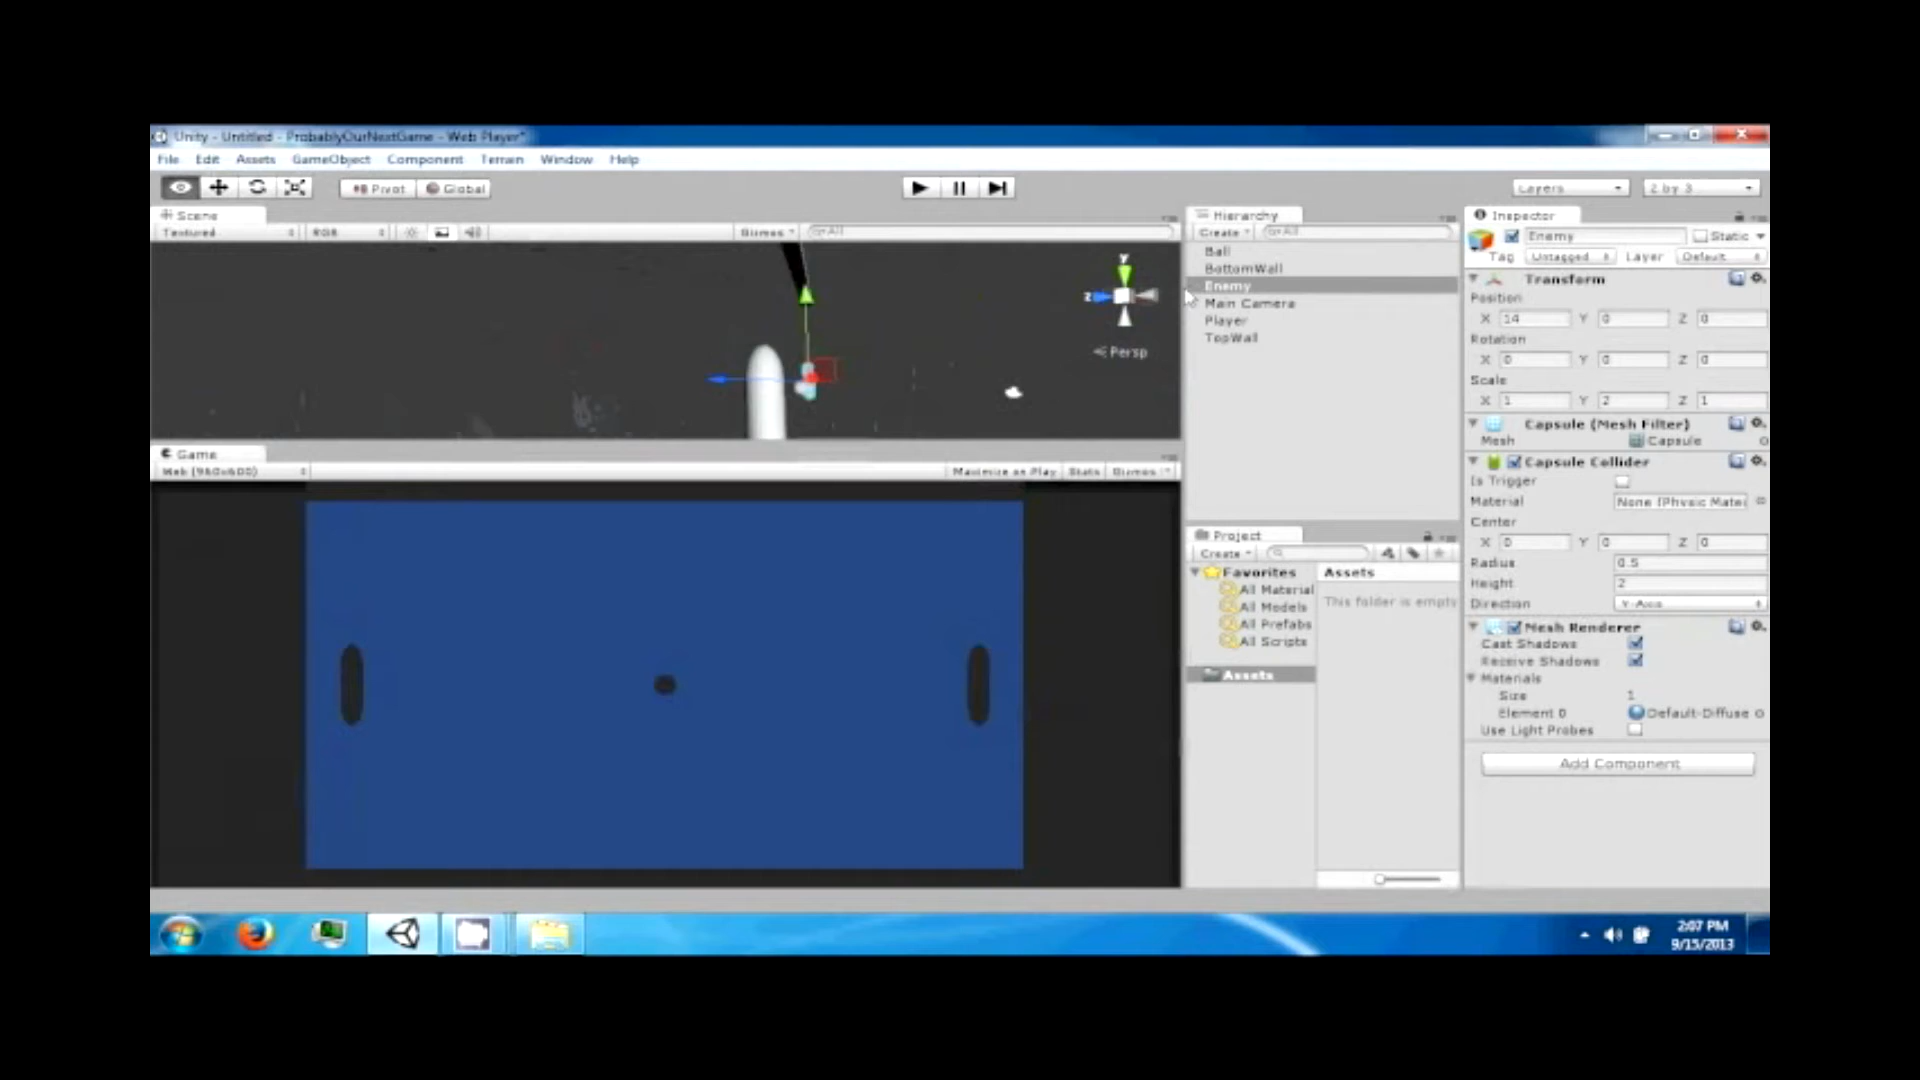 Unity - Untitled - ProbablyOurNextGame - Web Player*
File Edit Assets GameObject Component Terrain Window Help
Pivot Global
Layers
2 by 3
Scene
Textured RGB Gizmos All
y
z
Persp
Game
Web (960x600) Maximize on Play Stats Gizmos
Hierarchy
Create All
Ball
BottomWall
Enemy
Main Camera
Player
TopWall
Project
Create
Favorites
All Material
All Models
All Prefabs
All Scripts
Assets
Assets
This folder is empty
Inspector
Enemy Static
Tag Untagged Layer Default
Transform
Position
X 14 Y 0 Z 0
Rotation
X 0 Y 0 Z 0
Scale
X 1 Y 2 Z 1
Capsule (Mesh Filter)
Mesh Capsule
Capsule Collider
Is Trigger
Material None (Physic Mater
Center
X 0 Y 0 Z 0
Radius 0.5
Height 2
Direction Y-Axis
Mesh Renderer
Cast Shadows
Receive Shadows
Materials
Size 1
Element 0 Default-Diffuse
Use Light Probes
Add Component
2:07 PM
9/15/2013